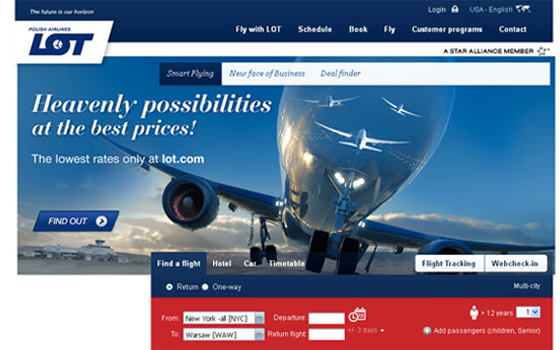 The future is our horizon
Login
USA - English
POLISH AIRLINES
LOT
Fly with LOT
Schedule
Book
Fly
Customer programs
Contact
A STAR ALLIANCE MEMBER
Smart Flying
New face of Business
Deal finder
Heavenly possibilities
at the best prices!
The lowest rates only at lot.com
FIND OUT
Find a flight
Hotel
Car
Timetable
Flight Tracking
Webcheck-in
Return
One-way
Multi-city
From:
New York -all [NYC]
Departure:
> 12 years
1
To:
Warsaw [WAW]
Return flight:
+/- 3 days
Add passengers (children, Senior)